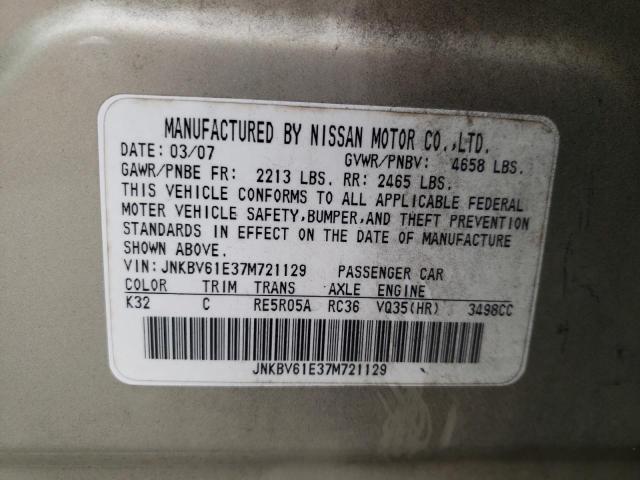 MANUFACTURED BY NISSAN MOTOR CO.,LTD.
DATE: 03/07 GVWR/PNBV: 4658 LBS.
GAWR/PNBE FR: 2213 LBS. RR: 2465 LBS.
THIS VEHICLE CONFORMS TO ALL APPLICABLE FEDERAL
MOTER VEHICLE SAFETY,BUMPER,AND THEFT PREVENTION
STANDARDS IN EFFECT ON THE DATE OF MANUFACTURE
SHOWN ABOVE.
VIN: JNKBV61E37M721129 PASSENGER CAR
COLOR TRIM TRANS AXLE ENGINE
K32 C RE5R05A RC36 VQ35(HR) 3498CC
JNKBV61E37M721129